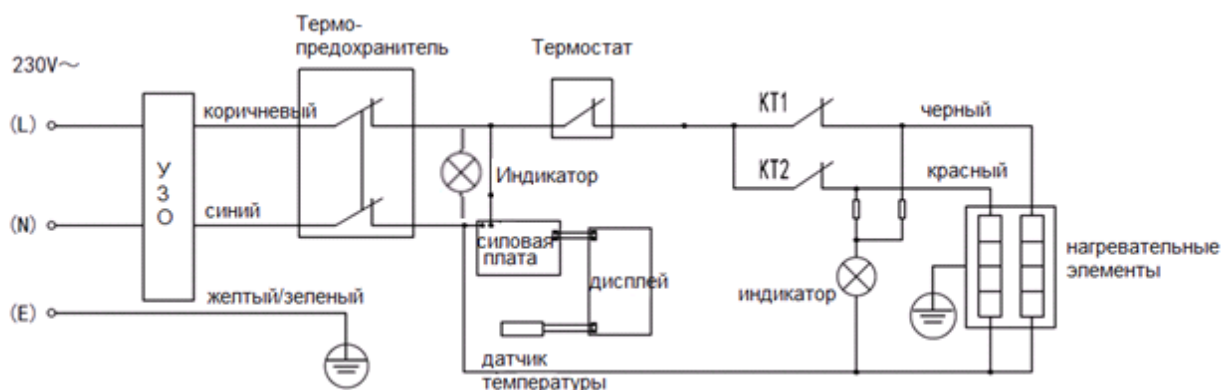 Термо-
предохранитель
Термостат
230V~
(L)
коричневый
KT1
черный
УЗО
Индикатор
KT2
красный
(N)
синий
силовая
плата
дисплей
нагревательные
элементы
индикатор
желтый/зеленый
(E)
датчик
температуры